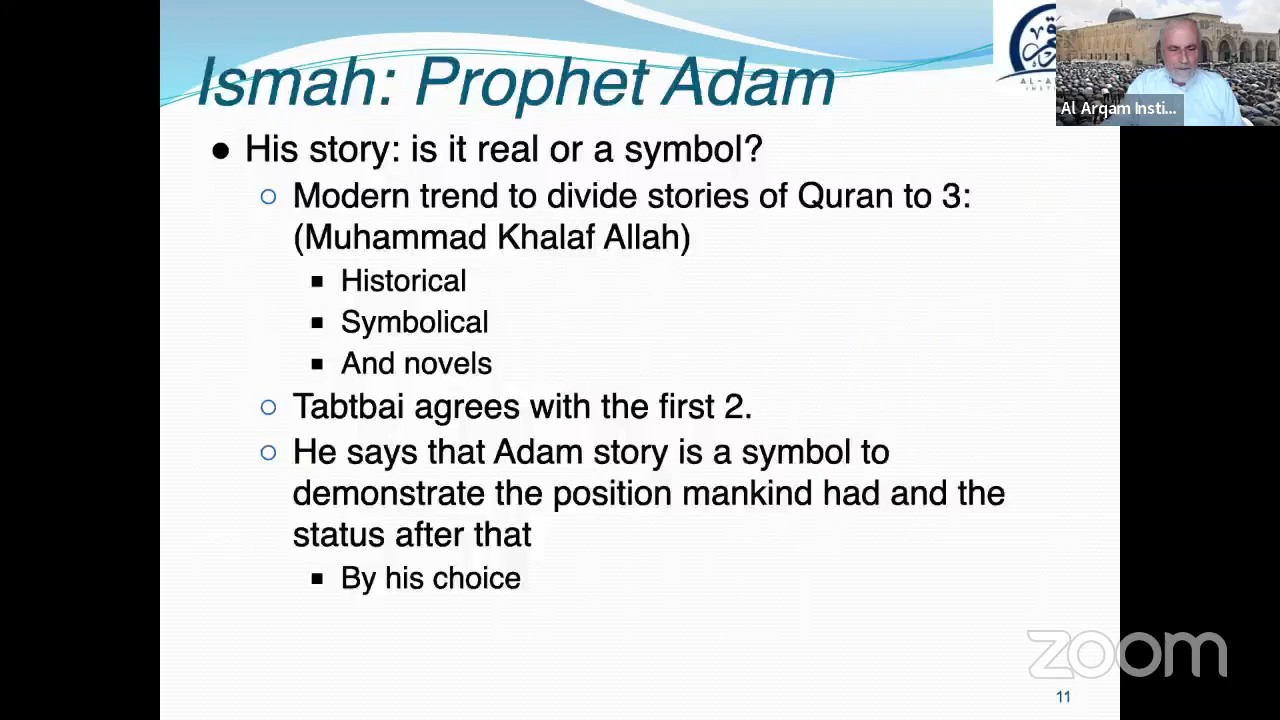 Ismah: Prophet Adam
● His story: is it real or a symbol?
○ Modern trend to divide stories of Quran to 3:
(Muhammad Khalaf Allah)
■ Historical
■ Symbolical
■ And novels
○ Tabtbai agrees with the first 2.
○ He says that Adam story is a symbol to
demonstrate the position mankind had and the
status after that
■ By his choice
Al Arqam Insti...
zoom
11